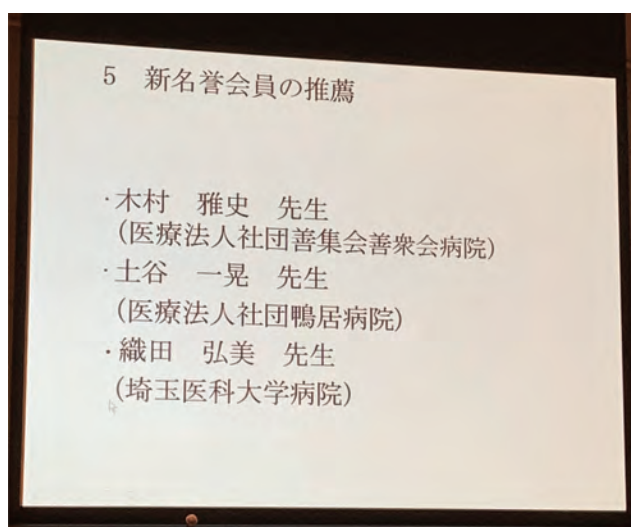 5　新名誉会員の推薦
・木村　雅史　先生
(医療法人社団善集会善衆会病院)
・土谷　一晃　先生
(医療法人社団鴨居病院)
・織田　弘美　先生
(埼玉医科大学病院)